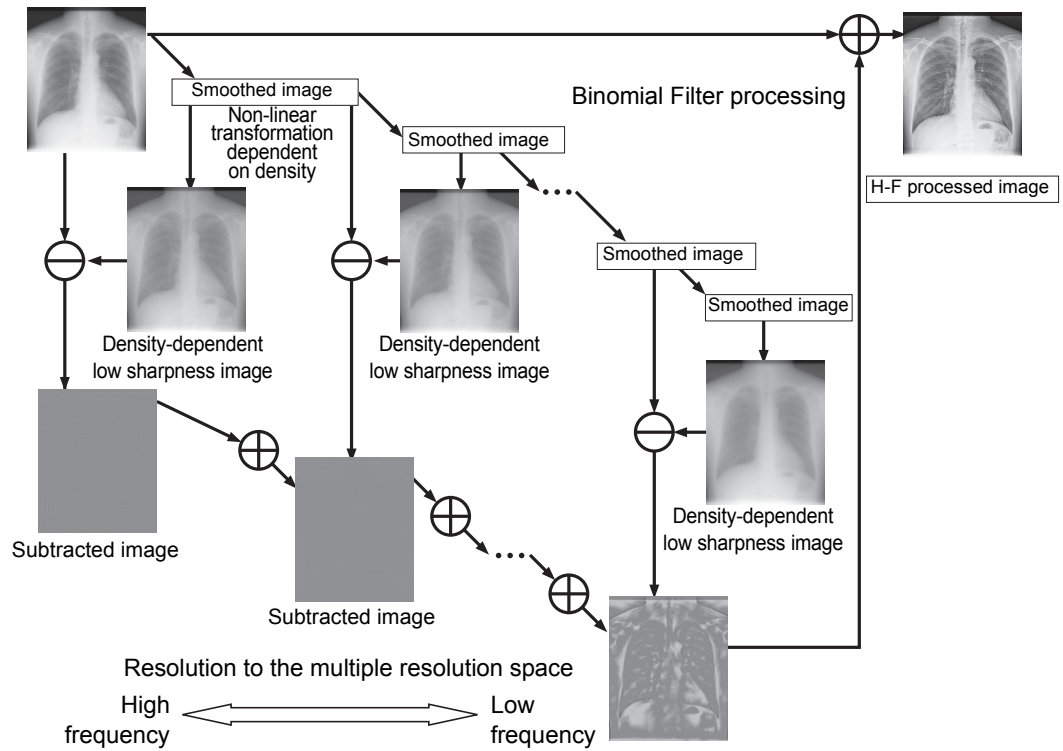 Smoothed image
Non-linear
transformation
dependent
on density
Binomial Filter processing
Smoothed image
H-F processed image
Smoothed image
Smoothed image
Density-dependent
low sharpness image
Density-dependent
low sharpness image
Density-dependent
low sharpness image
Subtracted image
Subtracted image
Resolution to the multiple resolution space
High
frequency
Low
frequency